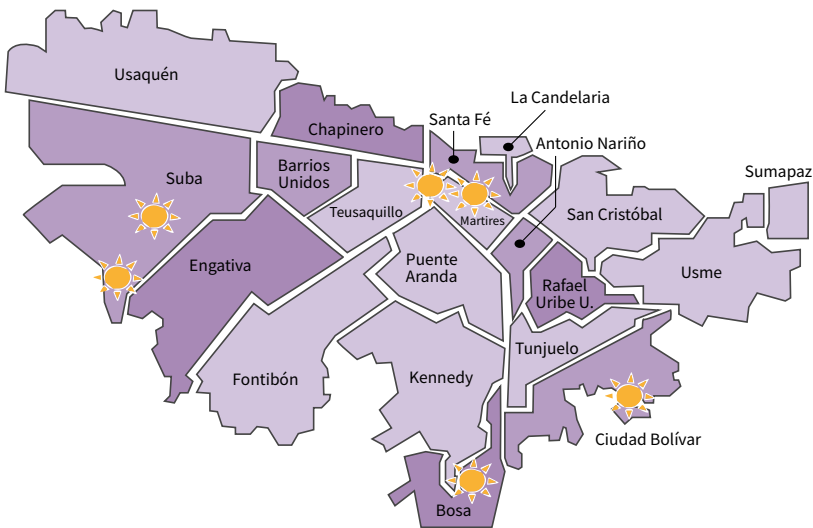 Usaquén
La Candelaria
Santa Fé
Chapinero
Antonio Nariño
Barrios
Unidos
Sumapaz
Suba
Teusaquillo
Martires
San Cristóbal
Engativa
Puente
Aranda
Usme
Rafael
Uribe U.
Tunjuelo
Fontibón
Kennedy
Ciudad Bolívar
Bosa